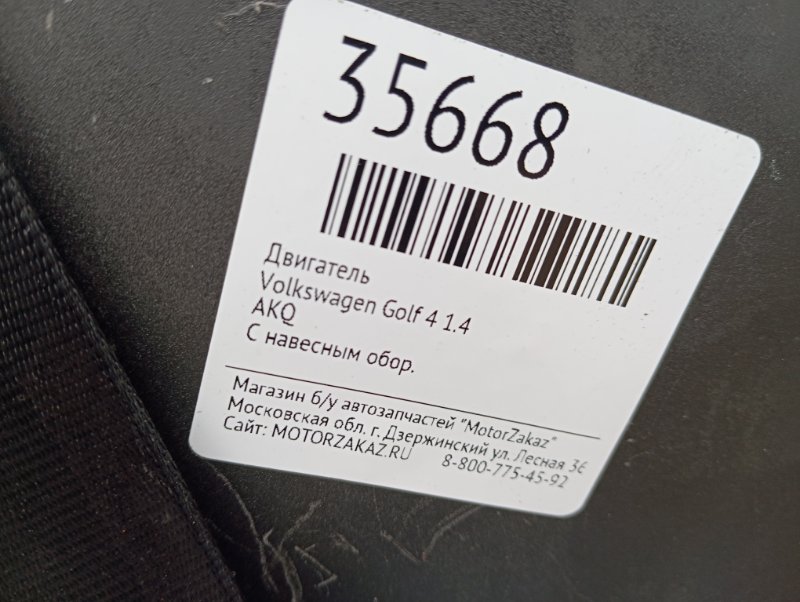 35668
Двигатель
Volkswagen Golf 4 1.4
AKQ
С навесным обор.
Магазин б/у автозапчастей "MotorZakaz"
Московская обл. г. Дзержинский ул. Лесная 36
Сайт: MOTORZAKAZ.RU 8-800-775-45-92